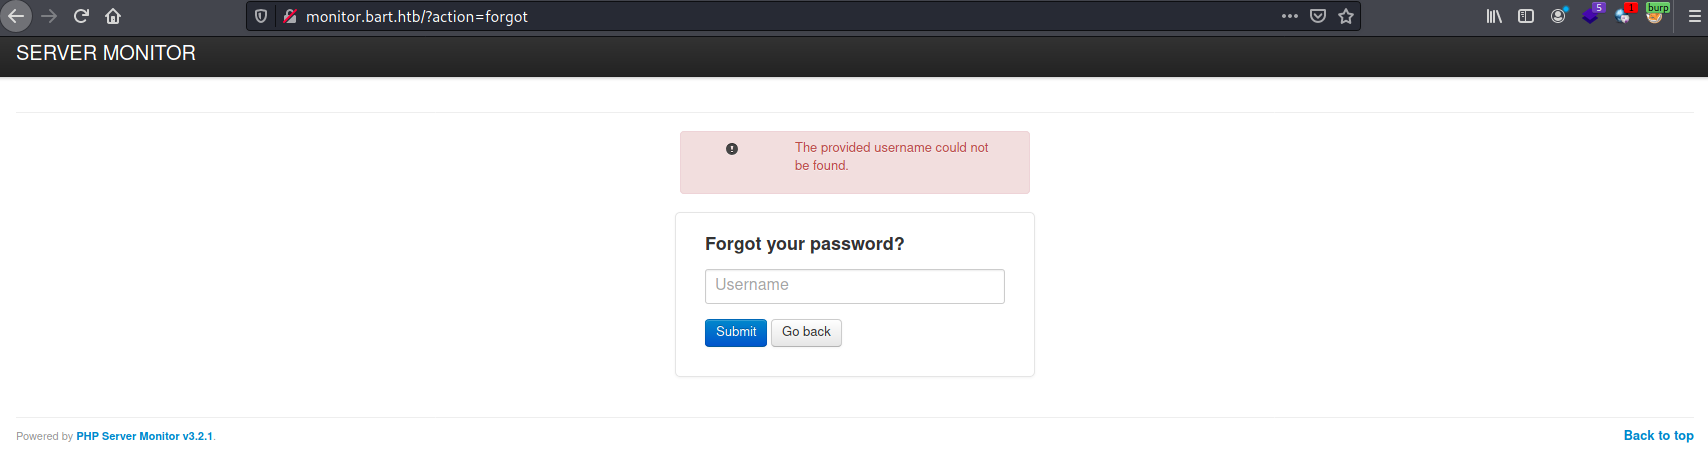 monitor.bart.htb/?action=forgot
5
1
burp
SERVER MONITOR
The provided username could not
be found.
Forgot your password?
Username
Submit
Go back
Powered by PHP Server Monitor v3.2.1.
Back to top